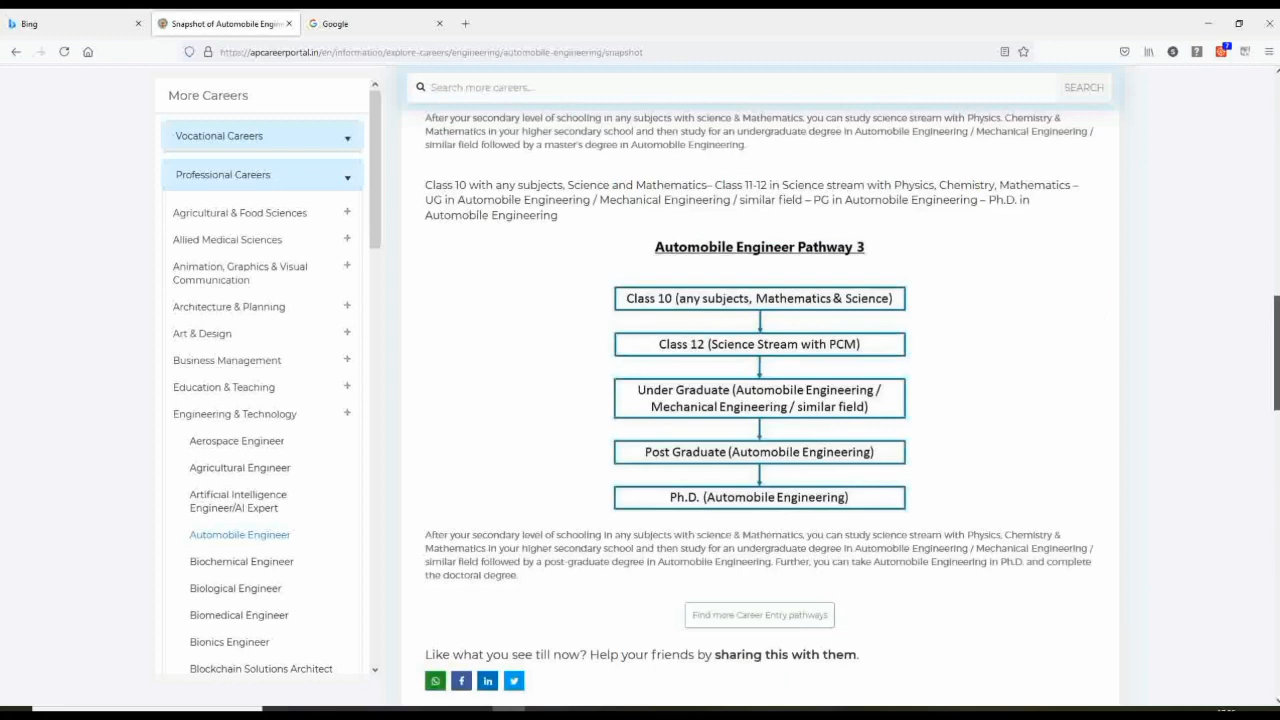 Bing
Snapshot of Automobile Engin
Google
https://apcareerportal.in/en/information/explore-careers/engineering/automobile-engineering/snapshot
7
More Careers
Vocational Careers
Professional Careers
Agricultural & Food Sciences
Allied Medical Sciences
Animation, Graphics & Visual
Communication
Architecture & Planning
Art & Design
Business Management
Education & Teaching
Engineering & Technology
Aerospace Engineer
Agricultural Engineer
Artificial Intelligence
Engineer/AI Expert
Automobile Engineer
Biochemical Engineer
Biological Engineer
Biomedical Engineer
Bionics Engineer
Blockchain Solutions Architect
Search more careers...
SEARCH
After your secondary level of schooling in any subjects with science & Mathematics, you can study science stream with Physics, Chemistry &
Mathematics in your higher secondary school and then study for an undergraduate degree in Automobile Engineering / Mechanical Engineering /
similar field followed by a master's degree in Automobile Engineering.
Class 10 with any subjects, Science and Mathematics– Class 11-12 in Science stream with Physics, Chemistry, Mathematics –
UG in Automobile Engineering / Mechanical Engineering / similar field – PG in Automobile Engineering – Ph.D. in
Automobile Engineering
Automobile Engineer Pathway 3
Class 10 (any subjects, Mathematics & Science)
Class 12 (Science Stream with PCM)
Under Graduate (Automobile Engineering /
Mechanical Engineering / similar field)
Post Graduate (Automobile Engineering)
Ph.D. (Automobile Engineering)
After your secondary level of schooling in any subjects with science & Mathematics, you can study science stream with Physics, Chemistry &
Mathematics in your higher secondary school and then study for an undergraduate degree in Automobile Engineering / Mechanical Engineering /
similar field followed by a post-graduate degree in Automobile Engineering. Further, you can take Automobile Engineering in Ph.D. and complete
the doctoral degree.
Find more Career Entry pathways
Like what you see till now? Help your friends by sharing this with them.